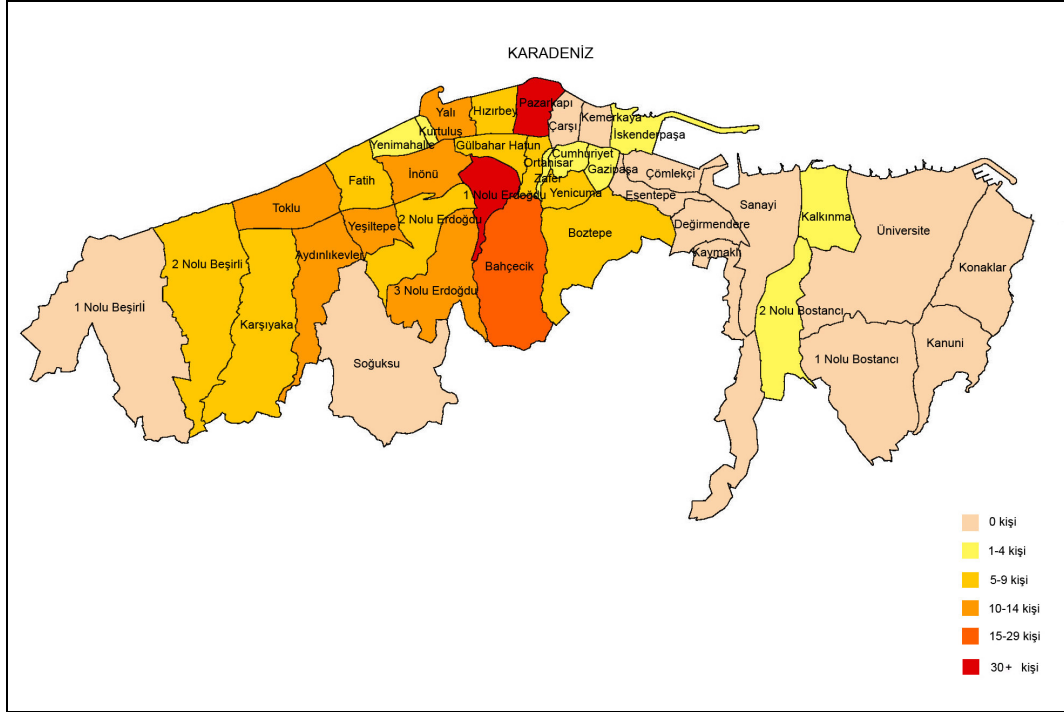 KARADENİZ
Pazarkapı
Yalı
Hızırbey
Kemerkaya
Çarşı
Kurtuluş
İskenderpaşa
Yenimahalle
Gülbahar Hatun
Cumhuriyet
Ortahisar
Gazipaşa
Fatih
İnönü
Zafer
Çömlekçi
1 Nolu Erdoğdu
Yenicuma
Esentepe
Toklu
Sanayi
2 Nolu Erdoğdu
Kalkınma
Yeşiltepe
Değirmendere
Boztepe
Üniversite
Aydınlıkevler
Kaymaklı
2 Nolu Beşirli
Bahçecik
Konaklar
3 Nolu Erdoğdu
1 Nolu Beşirli
2 Nolu Bostancı
Karşıyaka
Kanuni
1 Nolu Bostancı
Soğuksu
0 kişi
1-4 kişi
5-9 kişi
10-14 kişi
15-29 kişi
30+ kişi